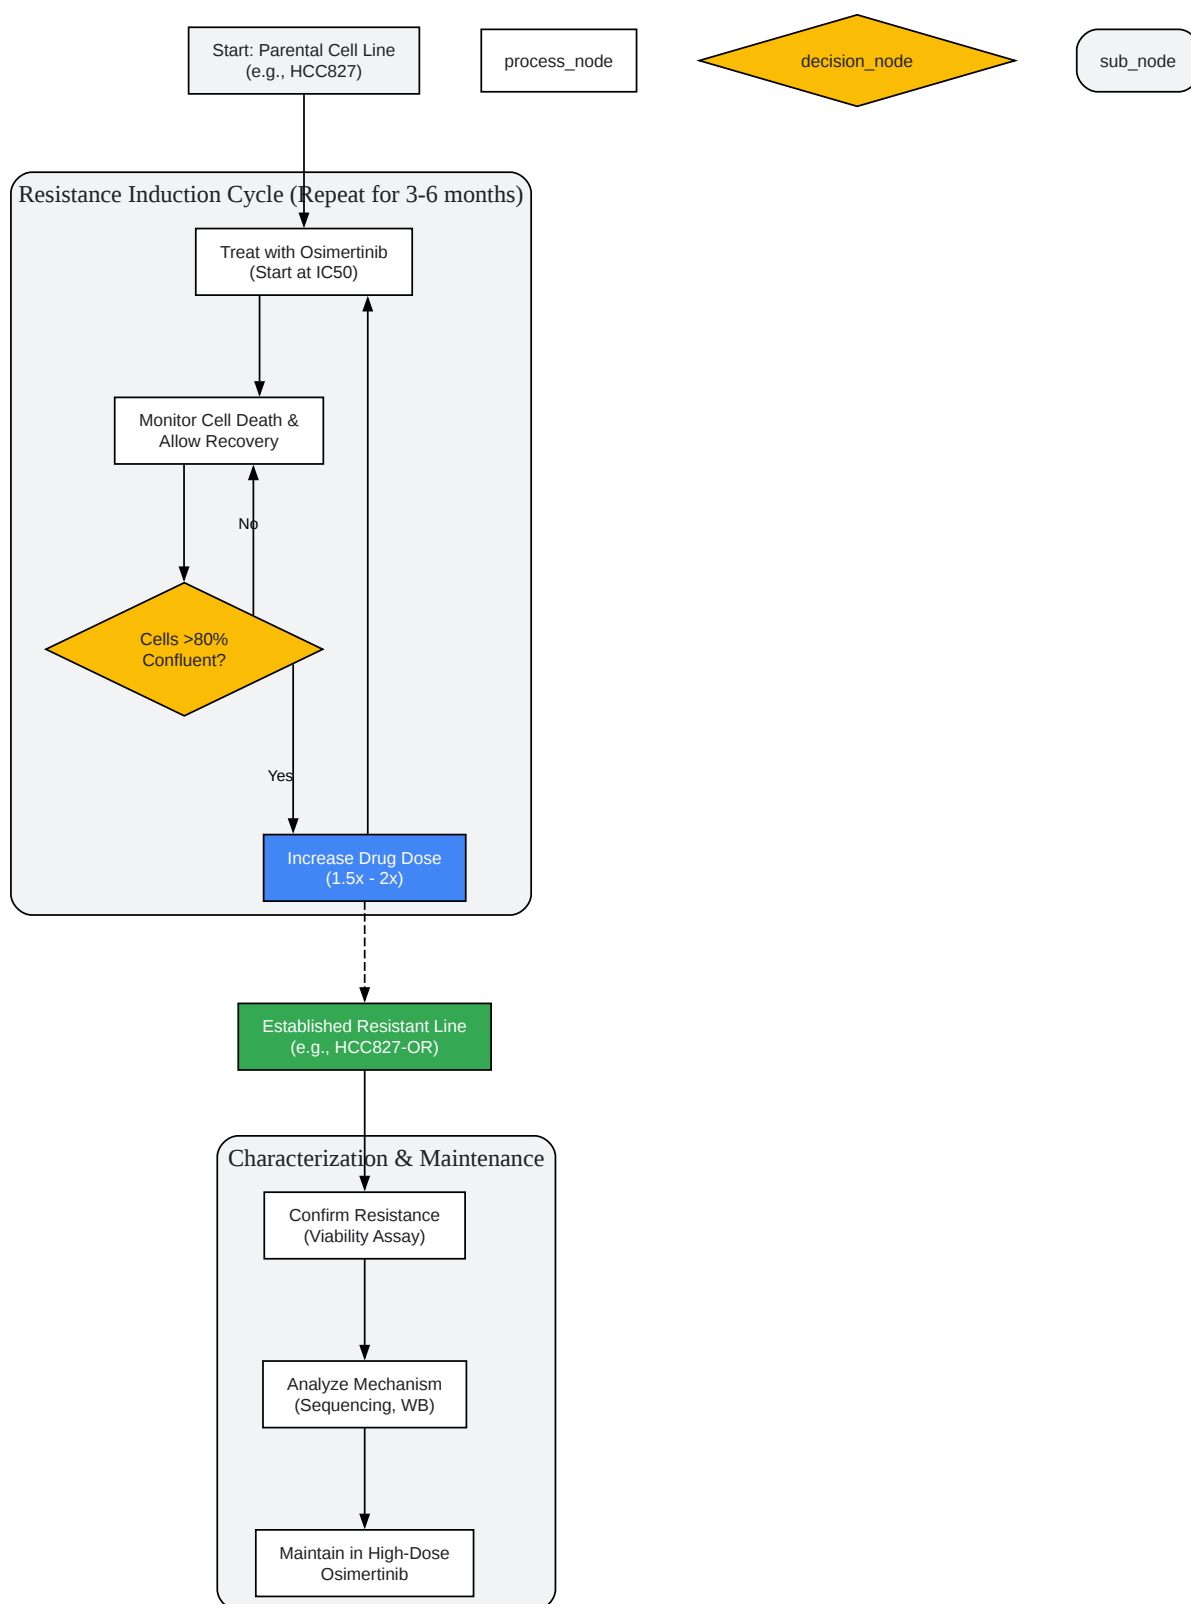 Start: Parental Cell Line
(e.g., HCC827)
process_node
decision_node
sub_node
Resistance Induction Cycle (Repeat for 3-6 months)
Treat with Osimertinib
(Start at IC50)
Monitor Cell Death &
Allow Recovery
No
Cells >80%
Confluent?
Yes
Increase Drug Dose
(1.5x - 2x)
Established Resistant Line
(e.g., HCC827-OR)
Characterization & Maintenance
Confirm Resistance
(Viability Assay)
Analyze Mechanism
(Sequencing, WB)
Maintain in High-Dose
Osimertinib